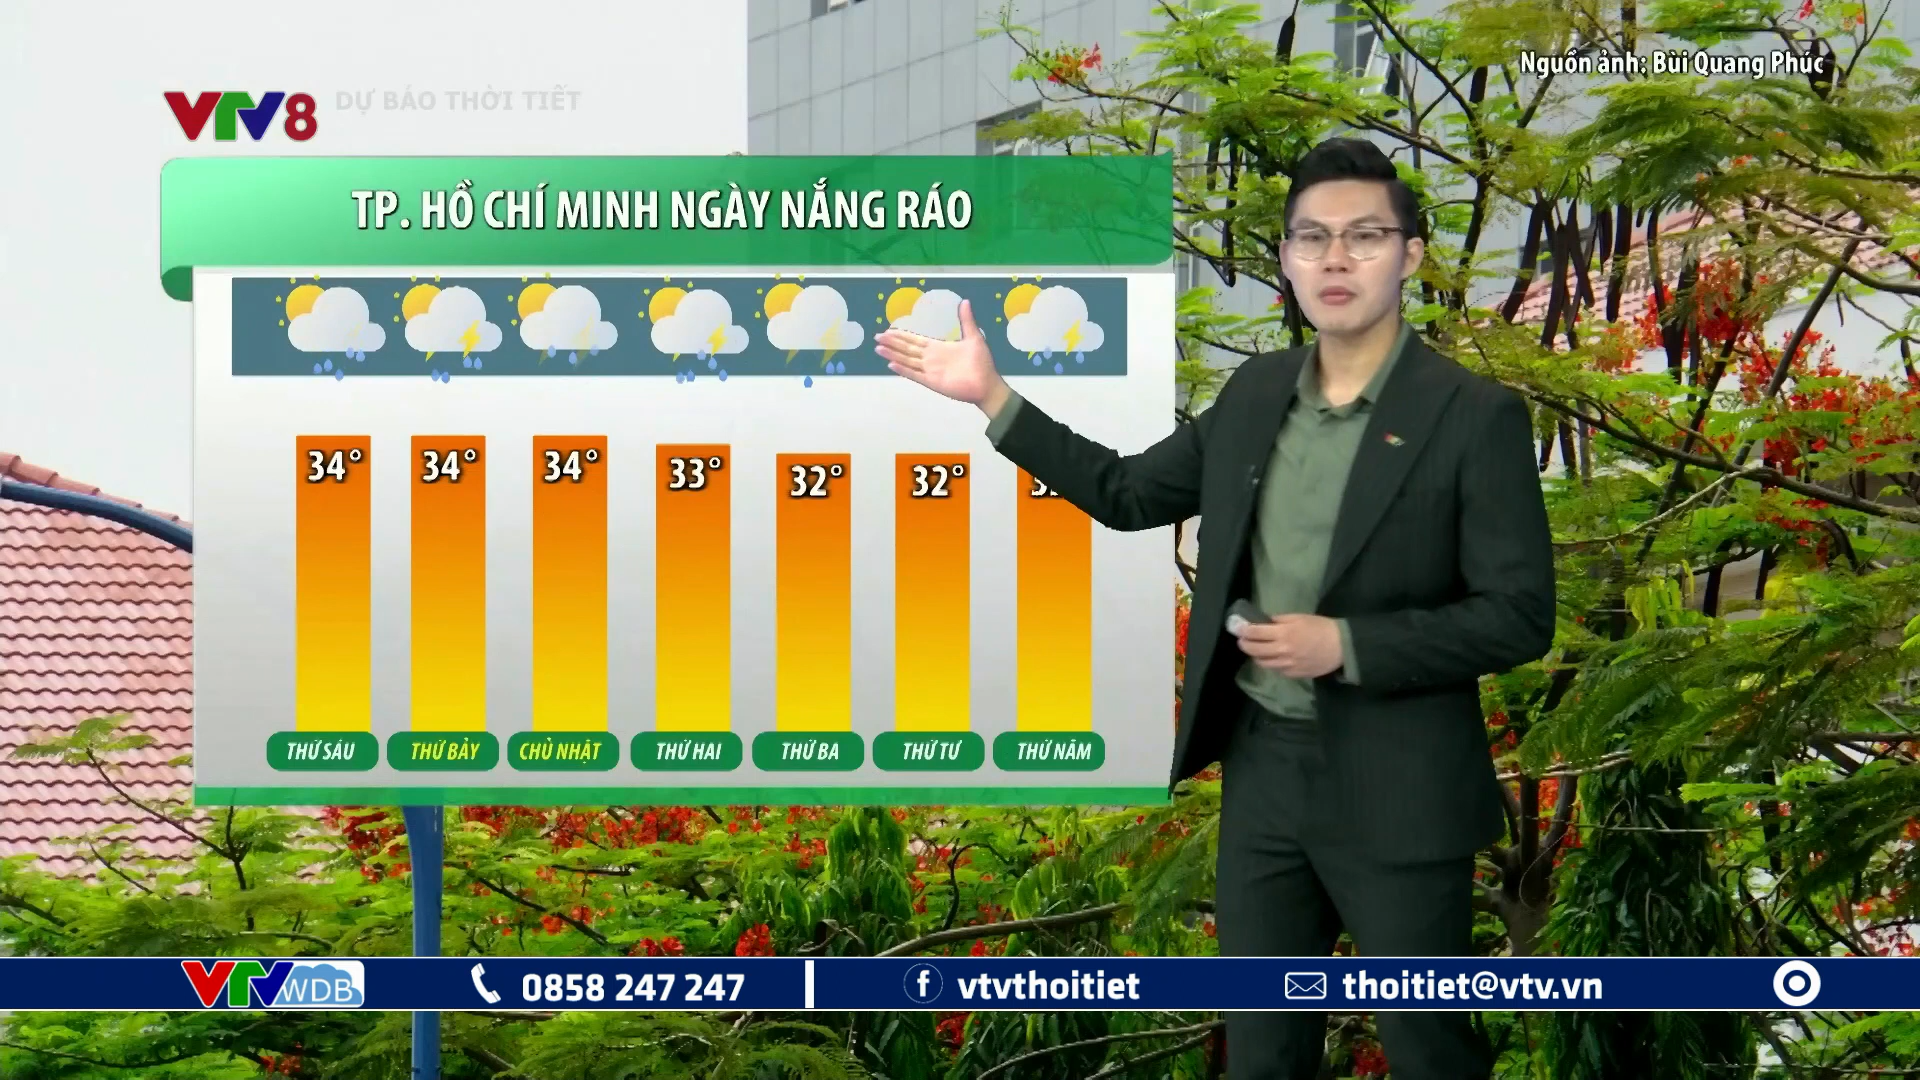 Nguồn ảnh: Bùi Quang Phúc
VTV8 DỰ BÁO THỜI TIẾT
TP. HỒ CHÍ MINH NGÀY NẮNG RÁO
34° 34° 34° 33° 32° 32°
THỨ SÁU THỨ BẢY CHỦ NHẬT THỨ HAI THỨ BA THỨ TƯ THỨ NĂM
VTV WDB 0858 247 247 vtvthoitiet thoitiet@vtv.vn